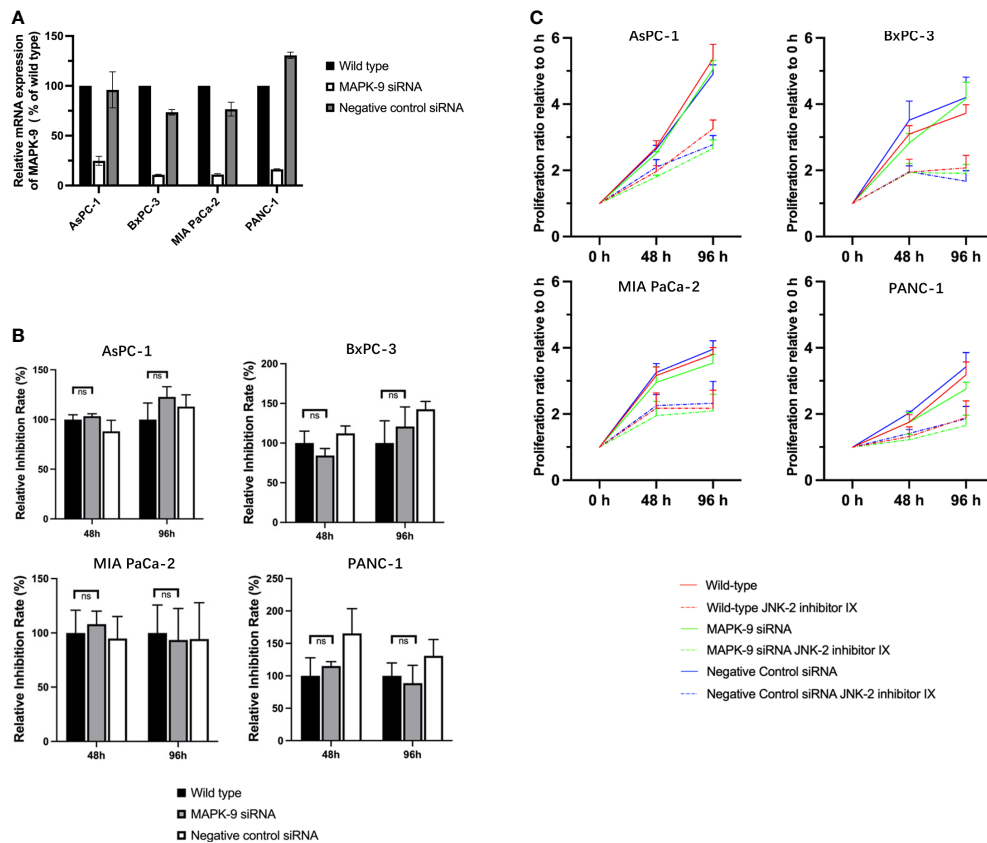 A
Relative mRNA expression
of MAPK-9 ( % of wild type)
150
100
50
0
AsPC-1
BxPC-3
MIA PaCa-2
PANC-1
Wild type
MAPK-9 siRNA
Negative control siRNA
B
AsPC-1
Relative Inhibition Rate (%)
150
100
50
0
ns
ns
48h
96h
BxPC-3
Relative Inhibition Rate (%)
200
150
100
50
0
ns
ns
48h
96h
MIA PaCa-2
Relative Inhibition Rate (%)
150
100
50
0
ns
ns
48h
96h
PANC-1
Relative Inhibition Rate (%)
250
200
150
100
50
0
ns
ns
48h
96h
Wild type
MAPK-9 siRNA
Negative control siRNA
C
AsPC-1
Proliferation ratio relative to 0 h
6
4
2
0
0 h
48 h
96 h
BxPC-3
Proliferation ratio relative to 0 h
6
4
2
0
0 h
48 h
96 h
MIA PaCa-2
Proliferation ratio relative to 0 h
6
4
2
0
0 h
48 h
96 h
PANC-1
Proliferation ratio relative to 0 h
6
4
2
0
0 h
48 h
96 h
Wild-type
Wild-type JNK-2 inhibitor IX
MAPK-9 siRNA
MAPK-9 siRNA JNK-2 inhibitor IX
Negative Control siRNA
Negative Control siRNA JNK-2 inhibitor IX